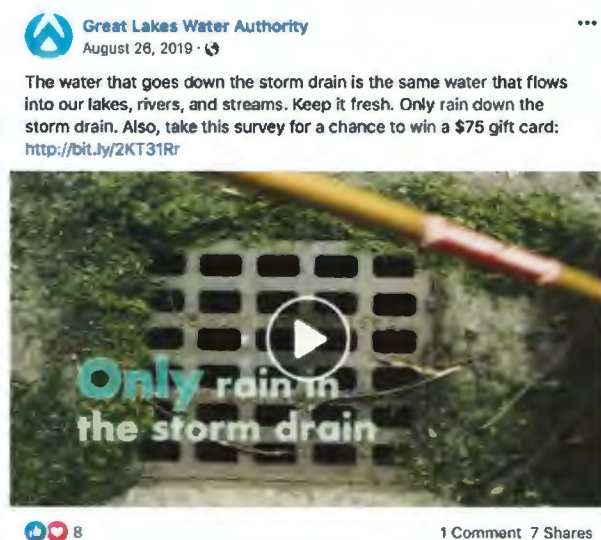 Great Lakes Water Authority
August 26, 2019 ·
The water that goes down the storm drain is the same water that flows
into our lakes, rivers, and streams. Keep it fresh. Only rain down the
storm drain. Also, take this survey for a chance to win a $75 gift card:
http://bit.ly/2KT31Rr
Only rain in
the storm drain
8
1 Comment 7 Shares